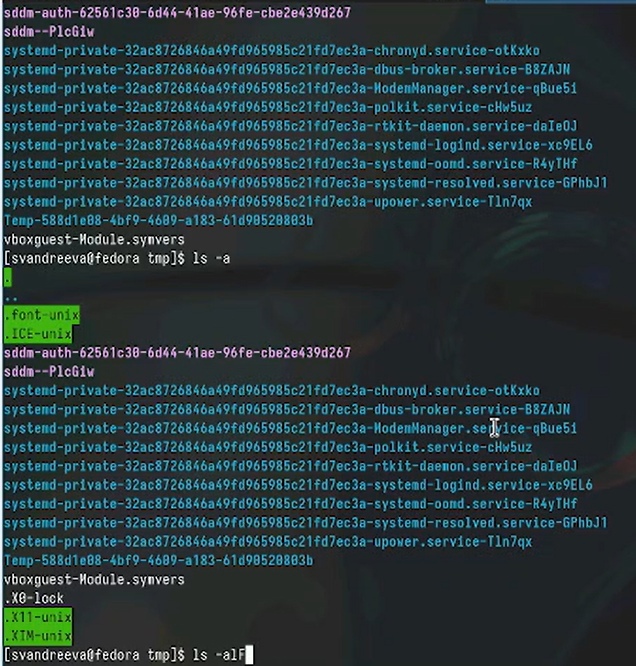 sddm-auth-62561c30-6d44-41ae-96fe-cbe2e439d267
sddm--PlcGiw
systemd-private-32ac8726846a49fd965985c21fd7ec3a-chronyd.service-otKxko
systemd-private-32ac8726846a49fd965985c21fd7ec3a-dbus-broker.service-B8ZAJN
systemd-private-32ac8726846a49fd965985c21fd7ec3a-ModemManager.service-qBue5i
systemd-private-32ac8726846a49fd965985c21fd7ec3a-polkit.service-cHw5uz
systemd-private-32ac8726846a49fd965985c21fd7ec3a-rtkit-daemon.service-daIeOJ
systemd-private-32ac8726846a49fd965985c21fd7ec3a-systemd-logind.service-xc9EL6
systemd-private-32ac8726846a49fd965985c21fd7ec3a-systemd-oomd.service-R4yTHf
systemd-private-32ac8726846a49fd965985c21fd7ec3a-systemd-resolved.service-GPhbJ1
systemd-private-32ac8726846a49fd965985c21fd7ec3a-upower.service-Tln7qx
Temp-588d1e08-4bf9-4609-a183-61d90520803b
vboxguest-Module.symvers
[svandreeva@fedora tmp]$ ls -a
.
..
.font-unix
.ICE-unix
sddm-auth-62561c30-6d44-41ae-96fe-cbe2e439d267
sddm--PlcGiw
systemd-private-32ac8726846a49fd965985c21fd7ec3a-chronyd.service-otKxko
systemd-private-32ac8726846a49fd965985c21fd7ec3a-dbus-broker.service-B8ZAJN
systemd-private-32ac8726846a49fd965985c21fd7ec3a-ModemManager.service-qBue5i
systemd-private-32ac8726846a49fd965985c21fd7ec3a-polkit.service-cHw5uz
systemd-private-32ac8726846a49fd965985c21fd7ec3a-rtkit-daemon.service-daIeOJ
systemd-private-32ac8726846a49fd965985c21fd7ec3a-systemd-logind.service-xc9EL6
systemd-private-32ac8726846a49fd965985c21fd7ec3a-systemd-oomd.service-R4yTHf
systemd-private-32ac8726846a49fd965985c21fd7ec3a-systemd-resolved.service-GPhbJ1
systemd-private-32ac8726846a49fd965985c21fd7ec3a-upower.service-Tln7qx
Temp-588d1e08-4bf9-4609-a183-61d90520803b
vboxguest-Module.symvers
.X0-lock
.X11-unix
.XIM-unix
[svandreeva@fedora tmp]$ ls -alF